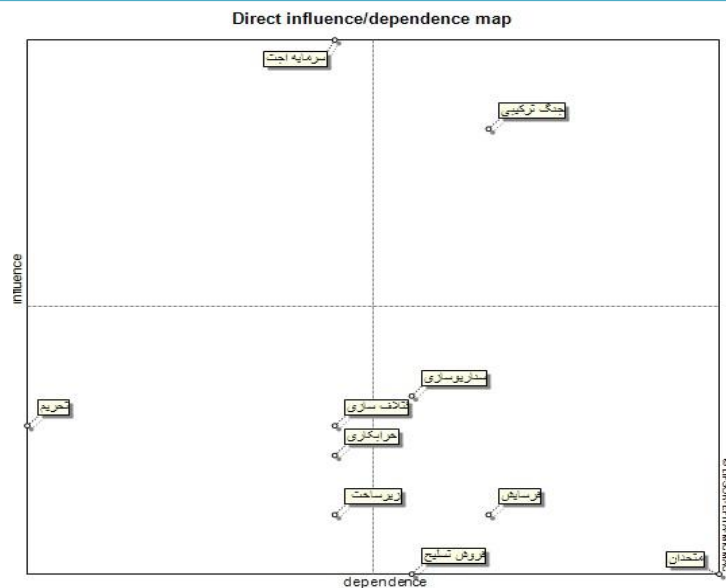 Direct influence/dependence map
سرمایه اجت
جنگ ترکیبی
influence
سناریوسازی
تحریم
ئتلاف سازی
خرابکاری
زیرساخت
فرسایش
فروش تسلیح
متحدان
dependence